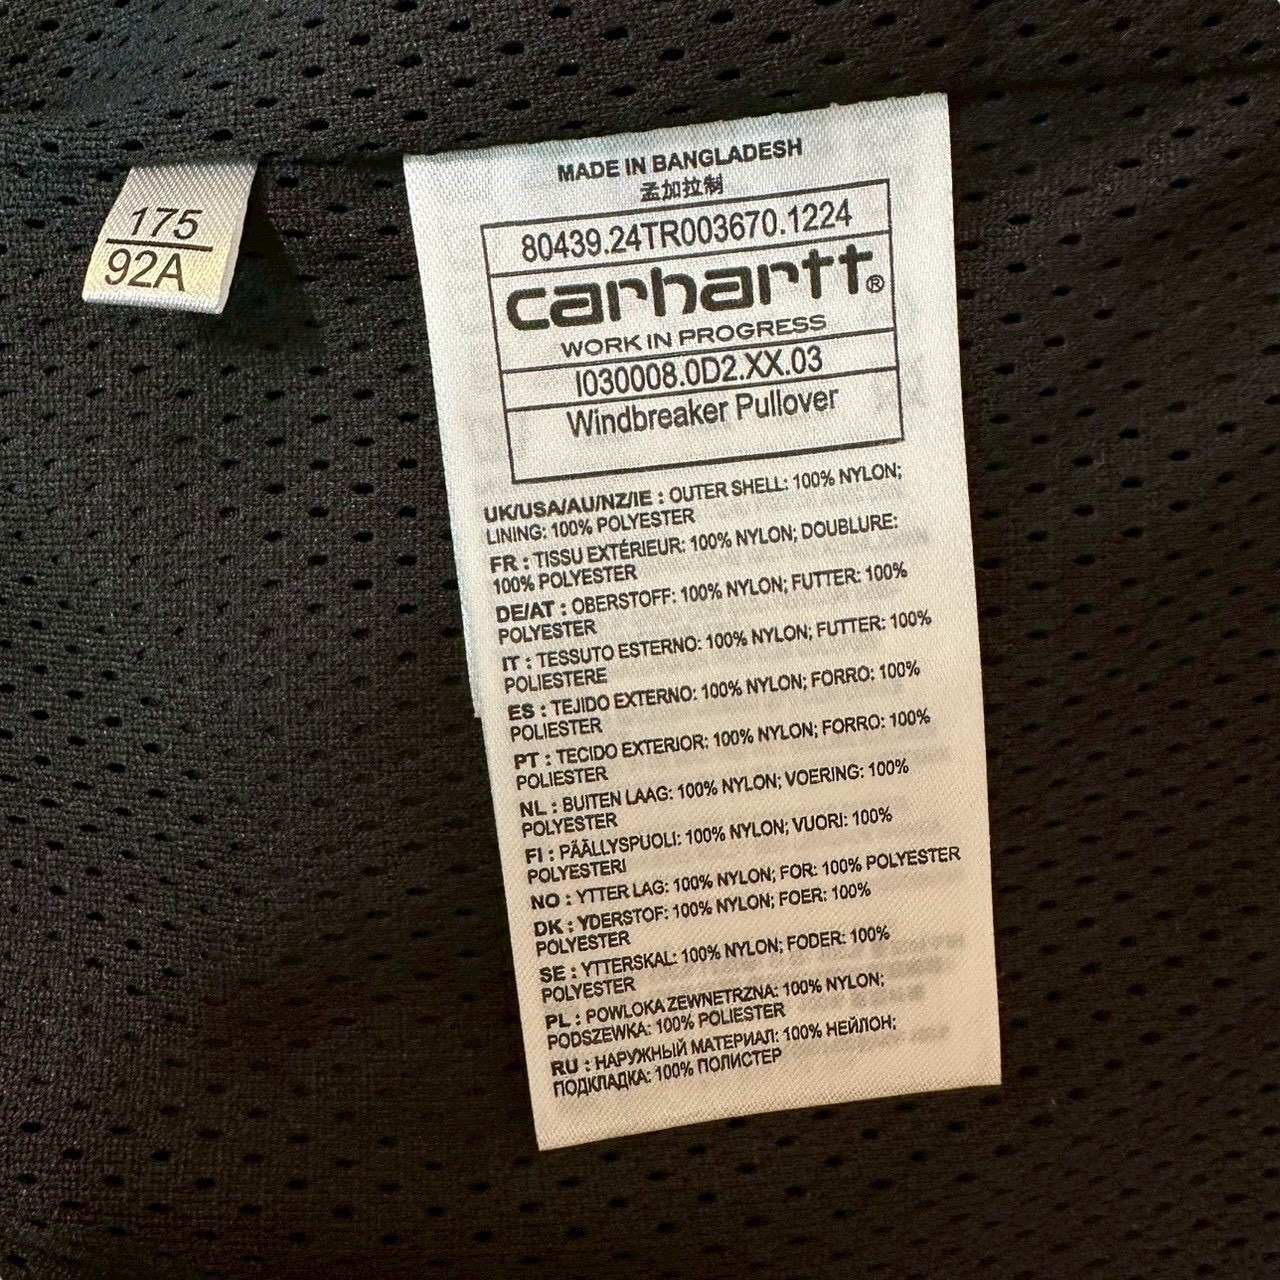 175
92A
MADE IN BANGLADESH
孟加拉制
80439.24TR003670.1224
carhartt®
WORK IN PROGRESS
I030008.0D2.XX.03
Windbreaker Pullover
UK/USA/AU/NZ/IE : OUTER SHELL: 100% NYLON;
LINING: 100% POLYESTER
FR : TISSU EXTÉRIEUR: 100% NYLON; DOUBLURE:
100% POLYESTER
DE/AT : OBERSTOFF: 100% NYLON; FUTTER: 100%
POLYESTER
IT : TESSUTO ESTERNO: 100% NYLON; FUTTER: 100%
POLIESTERE
ES : TEJIDO EXTERNO: 100% NYLON; FORRO: 100%
POLIESTER
PT : TECIDO EXTERIOR: 100% NYLON; FORRO: 100%
POLIESTER
NL : BUITEN LAAG: 100% NYLON; VOERING: 100%
POLYESTER
FI : PÄÄLLYSPUOLI: 100% NYLON; VUORI: 100%
POLYESTERI
NO : YTTER LAG: 100% NYLON; FOR: 100% POLYESTER
DK : YDERSTOF: 100% NYLON; FOER: 100%
POLYESTER
SE : YTTERSKAL: 100% NYLON; FODER: 100%
POLYESTER
PL : POWLOKA ZEWNETRZNA: 100% NYLON;
PODSZEWKA: 100% POLIESTER
RU : НАРУЖНЫЙ МАТЕРИАЛ: 100% НЕЙЛОН;
ПОДКЛАДКА: 100% ПОЛИСТЕР